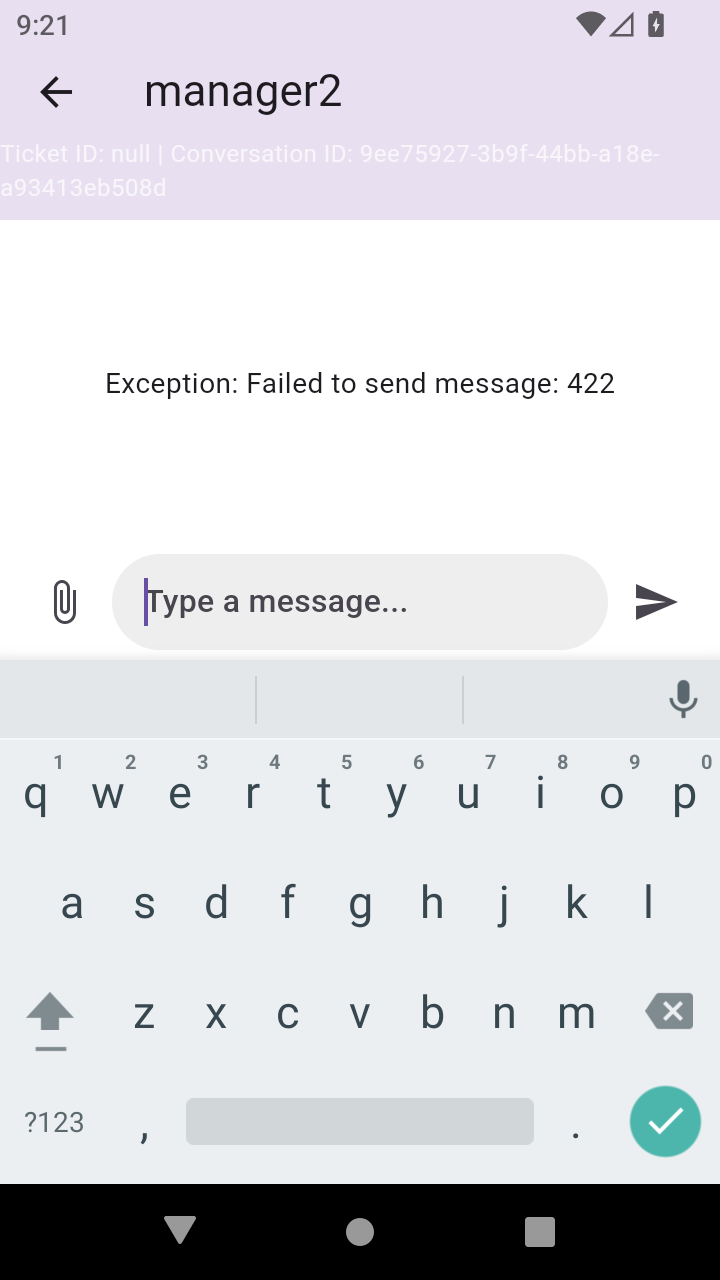 9:21
manager2
Ticket ID: null | Conversation ID: 9ee75927-3b9f-44bb-a18e-
a93413eb508d
Exception: Failed to send message: 422
Type a message...
1 2 3 4 5 6 7 8 9 0
q w e r t y u i o p
a s d f g h j k l
z x c v b n m
?123 , .